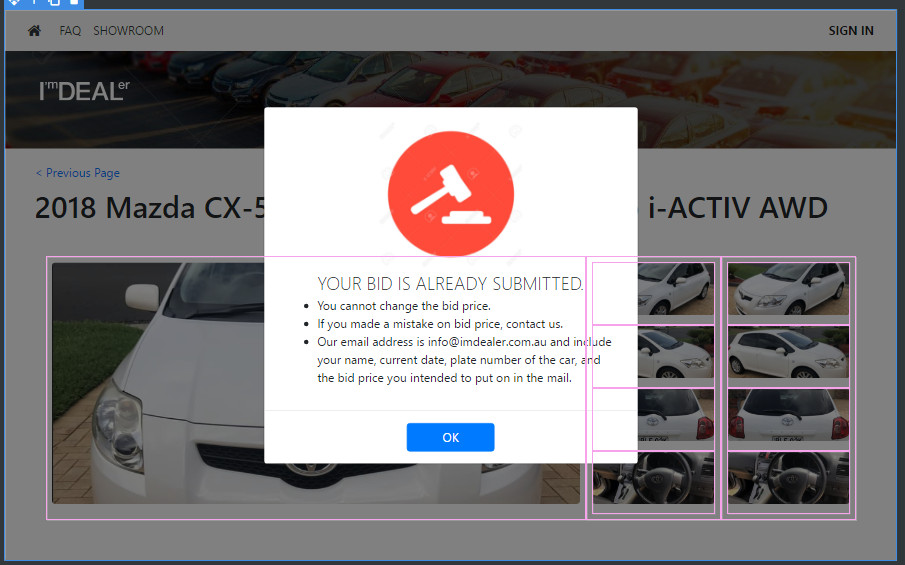 FAQ SHOWROOM SIGN IN
I'mDEALer
< Previous Page
2018 Mazda CX-5 i-ACTIV AWD
YOUR BID IS ALREADY SUBMITTED.
You cannot change the bid price.
If you made a mistake on bid price, contact us.
Our email address is info@imdealer.com.au and include
your name, current date, plate number of the car, and
the bid price you intended to put on in the mail.
OK